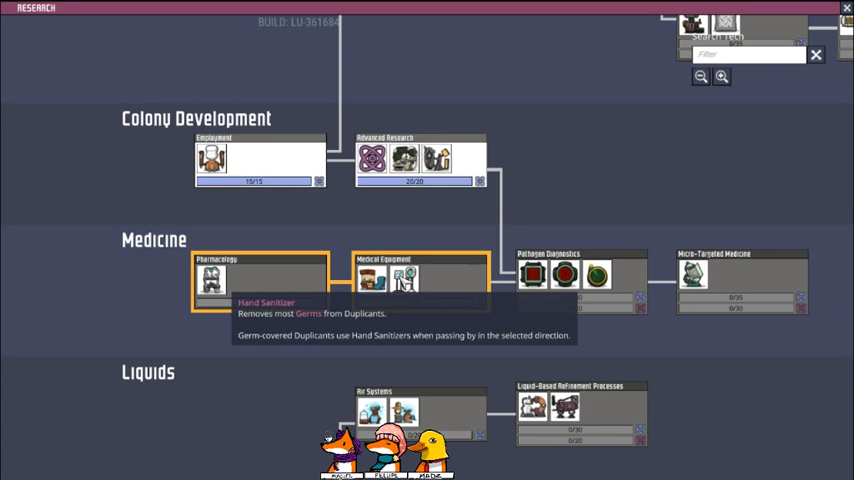 RESEARCH
BUILD: LU-361684
0/35
Search Tech
Filter
Colony Development
Employment
Advanced Research
15/15
20/20
Medicine
Pharmacology
Medical Equipment
Pathogen Diagnostics
Micro-Targeted Medicine
Hand Sanitizer
Removes most Germs from Duplicants.
Germ-covered Duplicants use Hand Sanitizers when passing by in the selected direction.
0/35
0/30
Liquids
Air Systems
Liquid-Based Refinement Processes
0/30
0/20
MADZ